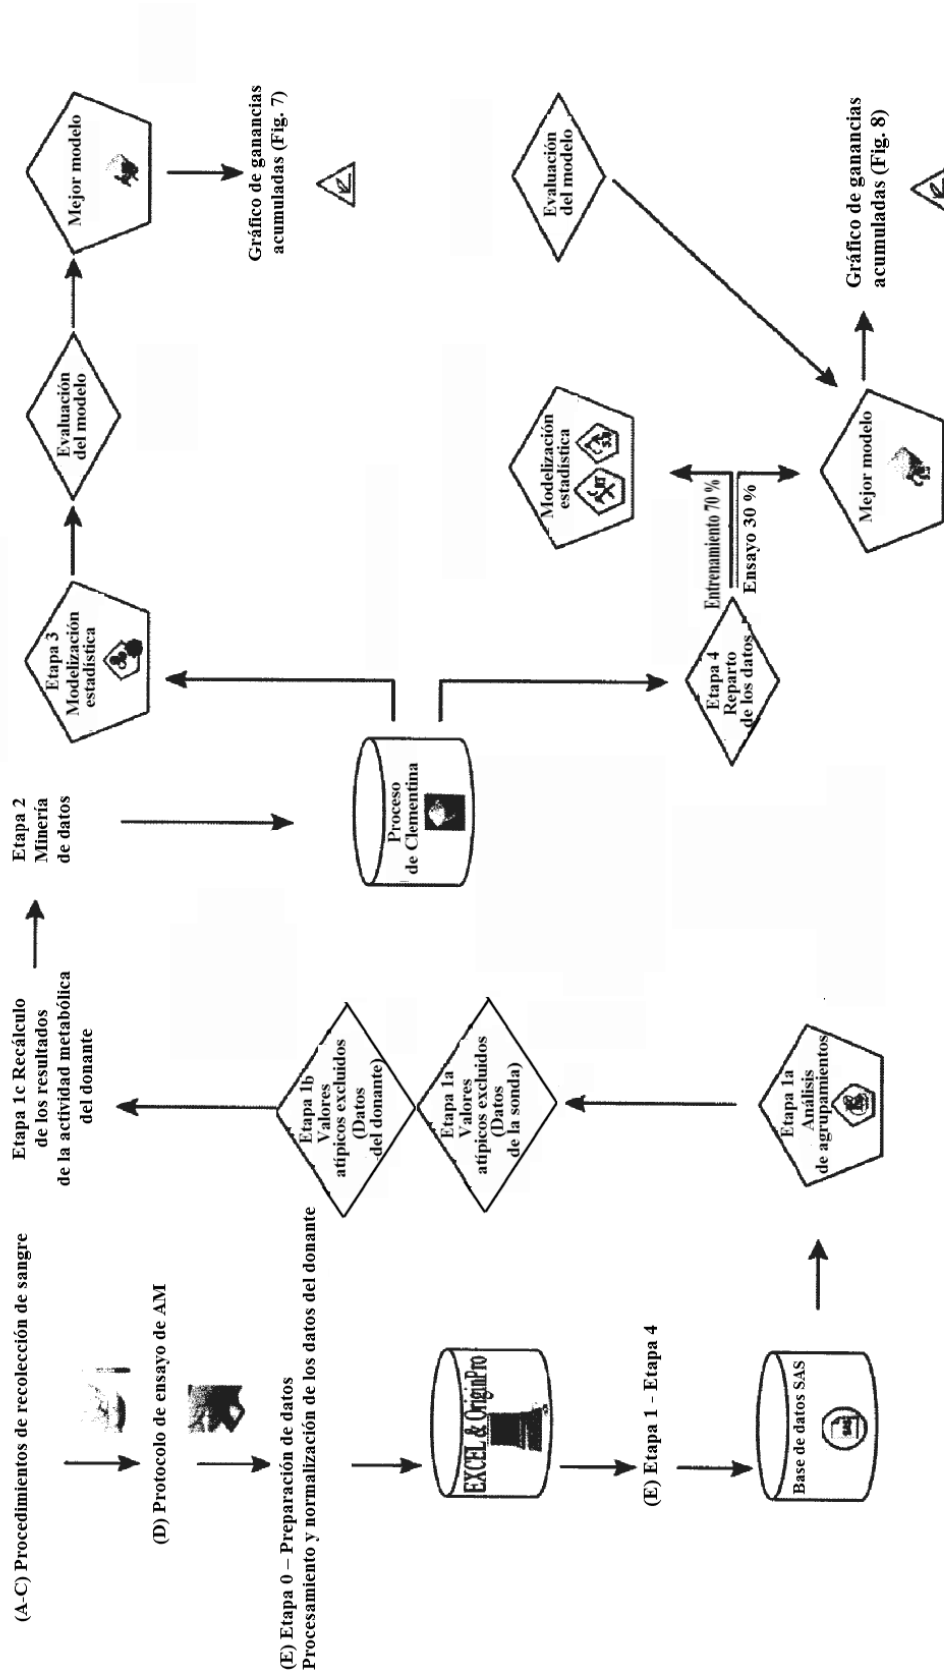 (A-C) Procedimientos de recolección de sangre
(D) Protocolo de ensayo de AM
(E) Etapa 0 – Preparación de datos
Procesamiento y normalización de los datos del donante
EXCEL & OriginPro
(E) Etapa 1 - Etapa 4
Base de datos SAS
SAS
Etapa 1a
Análisis
de agrupamientos
Etapa 1a
Valores
atípicos excluidos
(Datos
de la sonda)
Etapa 1b
Valores
atípicos excluidos
(Datos
del donante)
Etapa 1c Recálculo
de los resultados
de la actividad metabólica
del donante
Etapa 2
Minería
de datos
Proceso
de Clementina
Etapa 3
Modelización
estadística
Evaluación
del modelo
Mejor modelo
Gráfico de ganancias
acumuladas (Fig. 7)
Etapa 4
Reparto
de los datos
Entrenamiento 70 %
Ensayo 30 %
Modelización
estadística
Evaluación
del modelo
Mejor modelo
Gráfico de ganancias
acumuladas (Fig. 8)